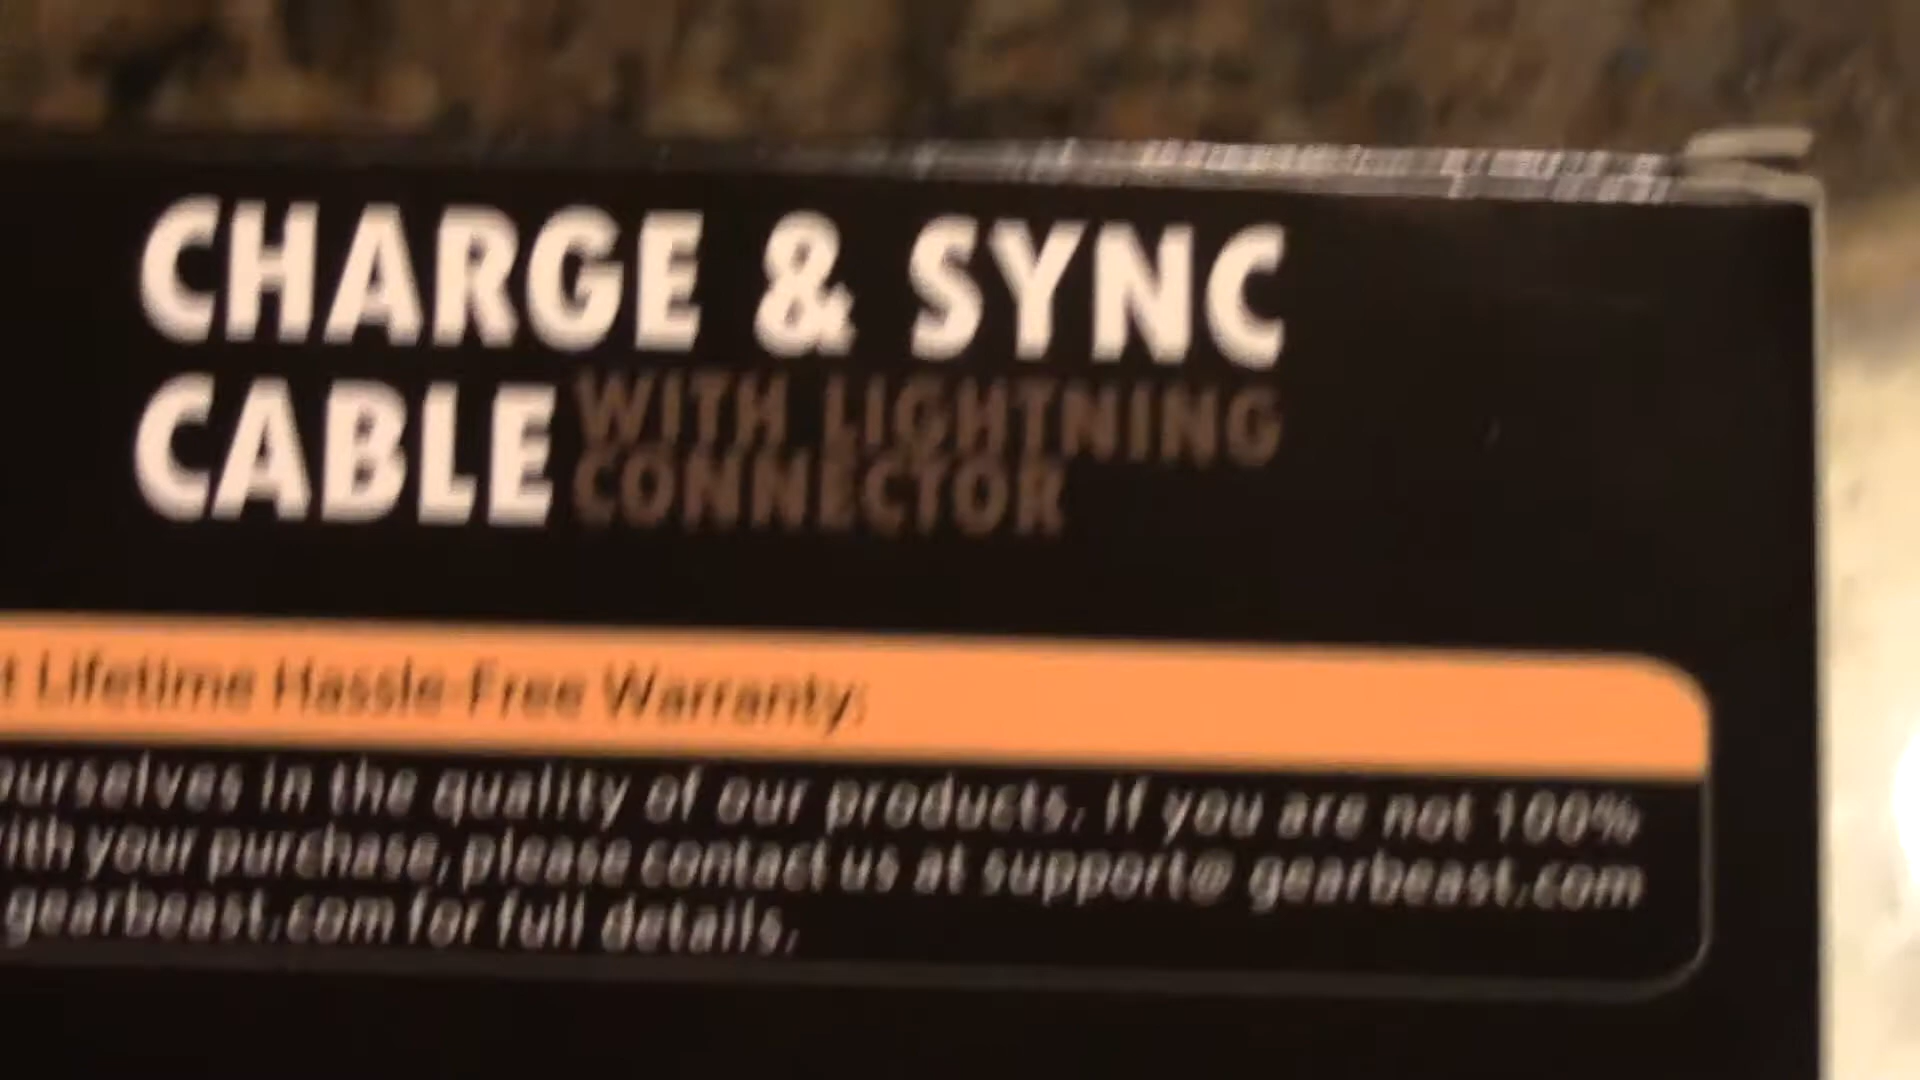 CHARGE & SYNC
CABLE WITH LIGHTNING
CONNECTOR
t Lifetime Hassle-Free Warranty:
ourselves in the quality of our products. If you are not 100%
with your purchase, please contact us at support@ gearbeast.com
gearbeast.com for full details.